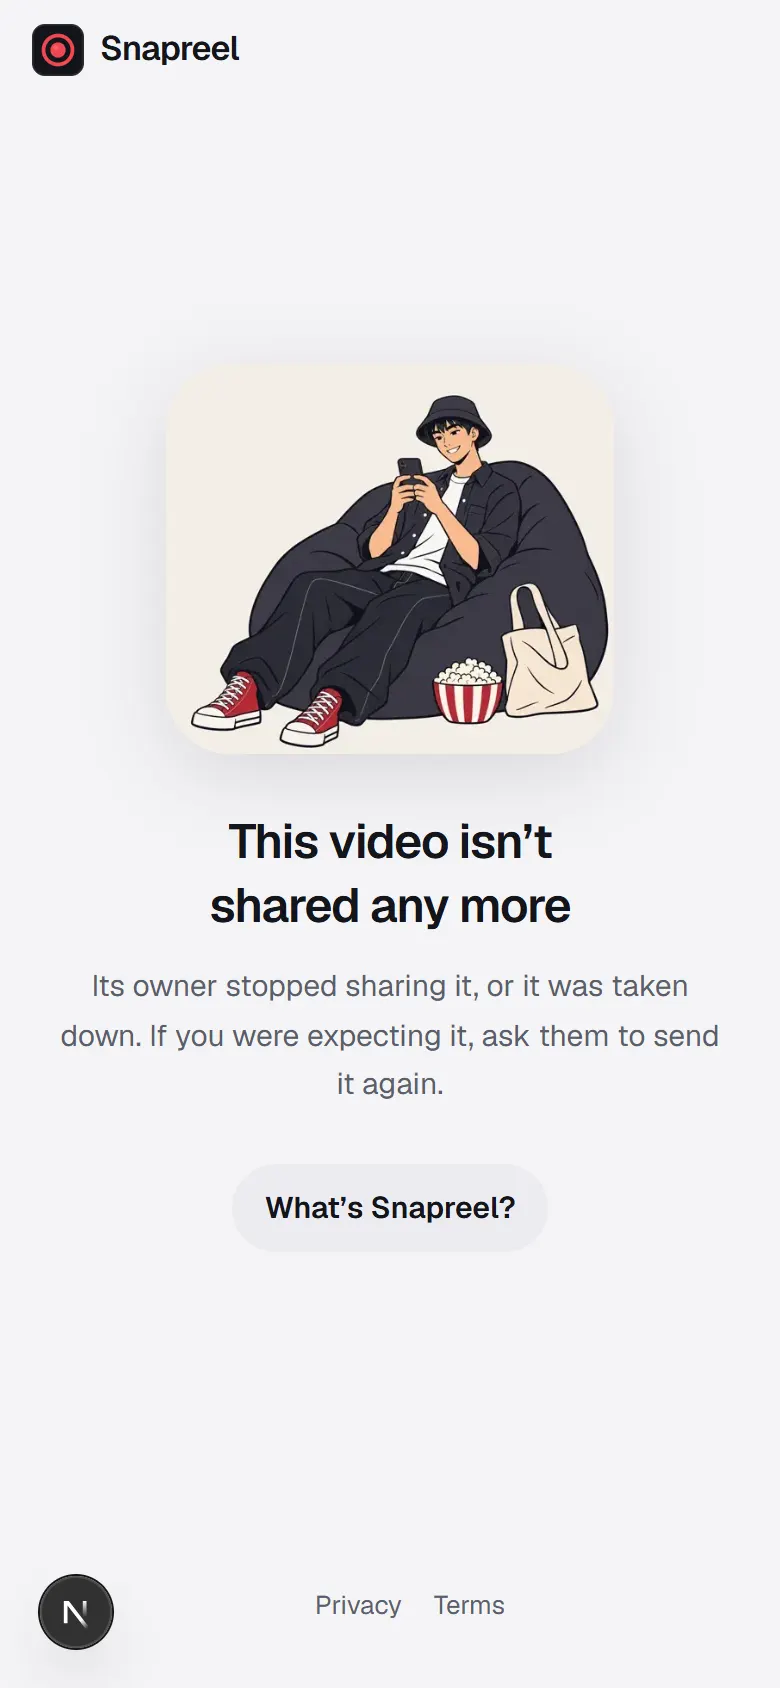 Snapreel
This video isn’t
shared any more
Its owner stopped sharing it, or it was taken
down. If you were expecting it, ask them to send
it again.
What’s Snapreel?
N
Privacy Terms